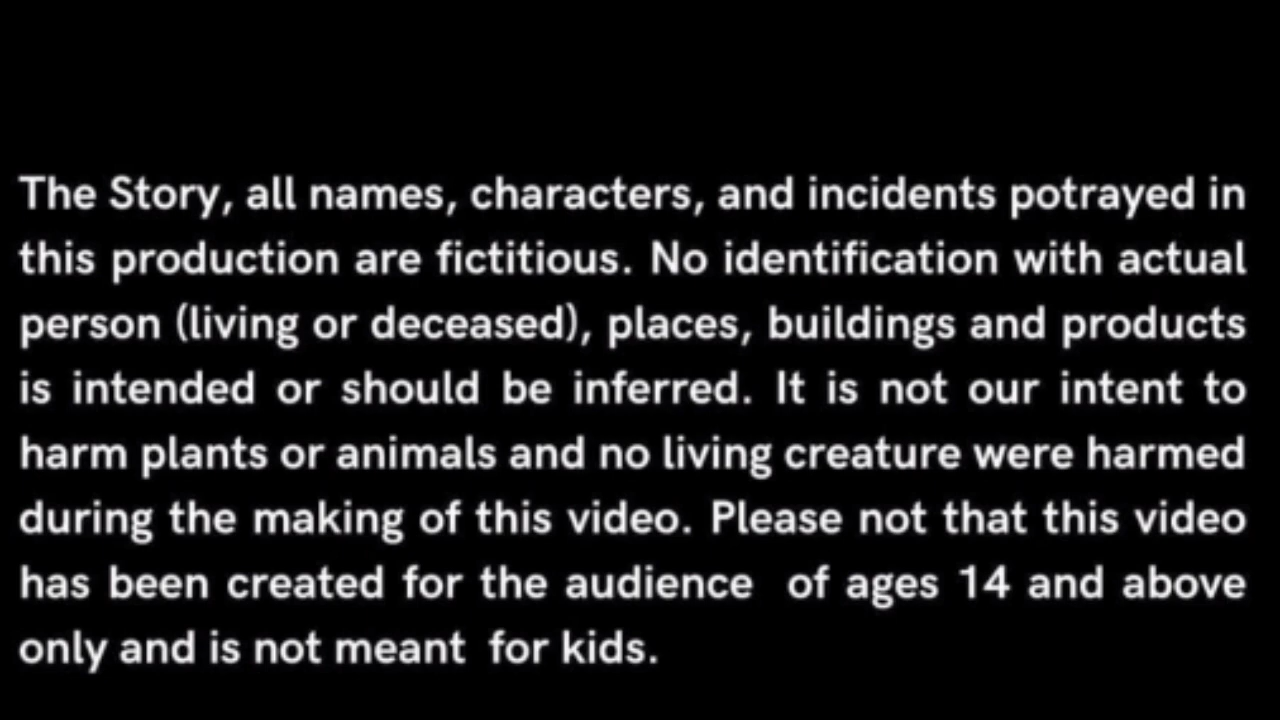 The Story, all names, characters, and incidents potrayed in
this production are fictitious. No identification with actual
person (living or deceased), places, buildings and products
is intended or should be inferred. It is not our intent to
harm plants or animals and no living creature were harmed
during the making of this video. Please not that this video
has been created for the audience of ages 14 and above
only and is not meant for kids.